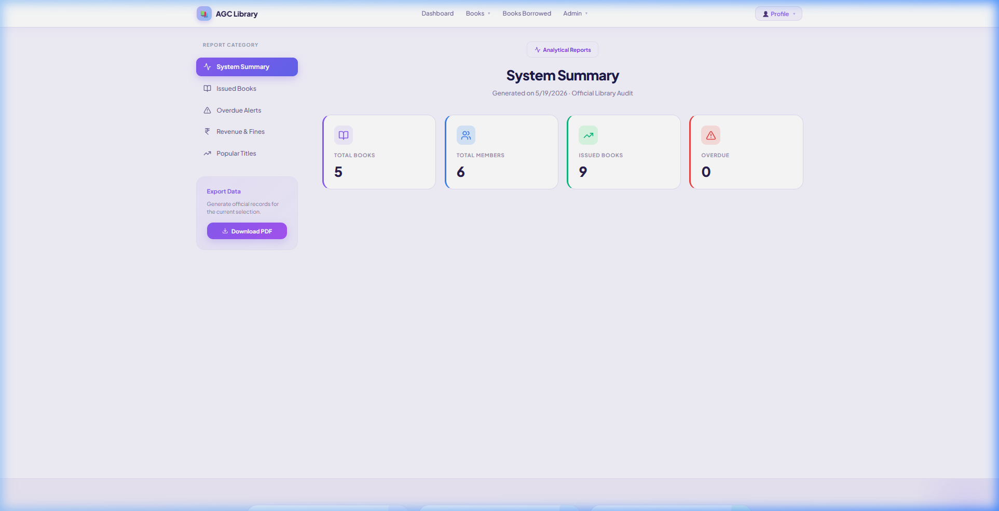 AGC Library
Dashboard
Books
Books Borrowed
Admin
Profile
REPORT CATEGORY
System Summary
Issued Books
Overdue Alerts
Revenue & Fines
Popular Titles
Export Data
Generate official records for
the current selection.
Download PDF
Analytical Reports
System Summary
Generated on 5/19/2026 · Official Library Audit
TOTAL BOOKS
5
TOTAL MEMBERS
6
ISSUED BOOKS
9
OVERDUE
0